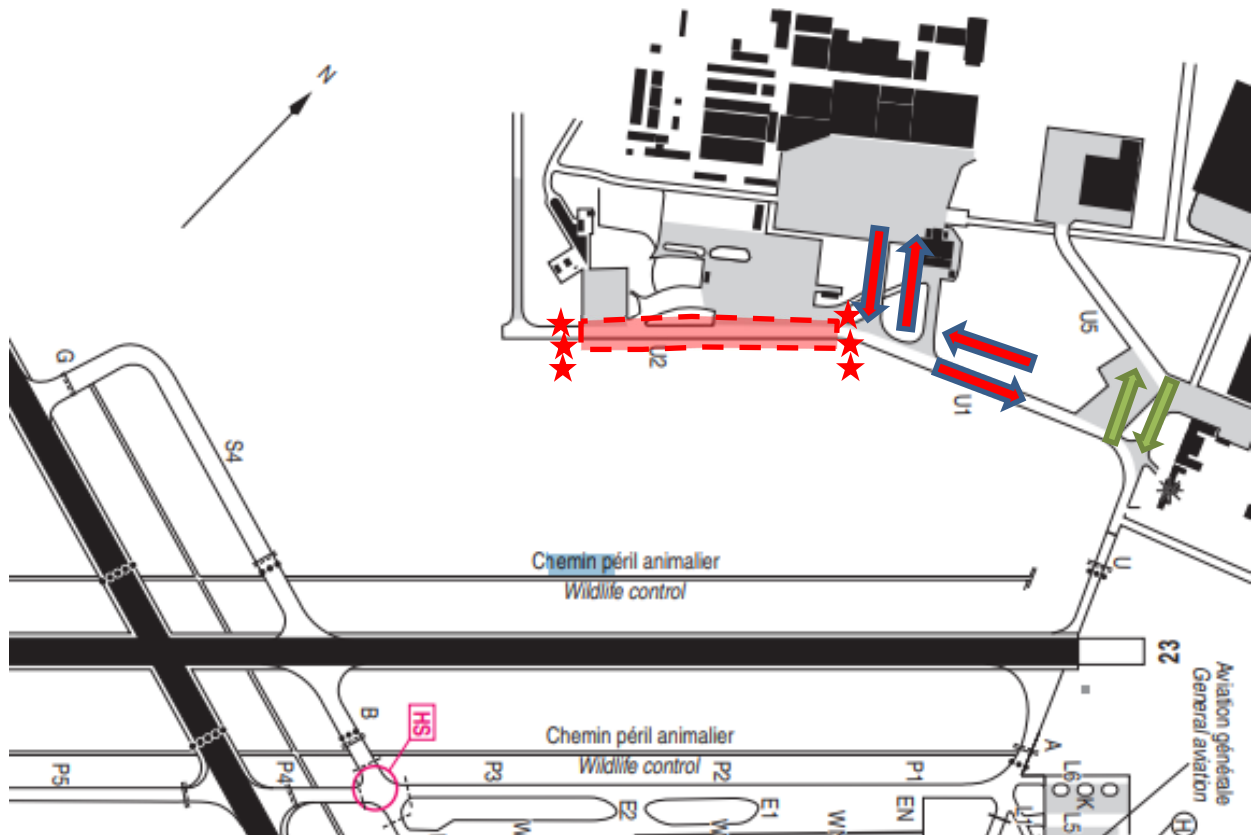 N
U5
U2
U1
G
S4
U
Chemin péril animalier
Wildlife control
23
Aviation générale
General aviation
B
HS
A
Chemin péril animalier
Wildlife control
P5
P4
P3
P2
P1
L6
K
L5
E2
E1
EN
W
W
H